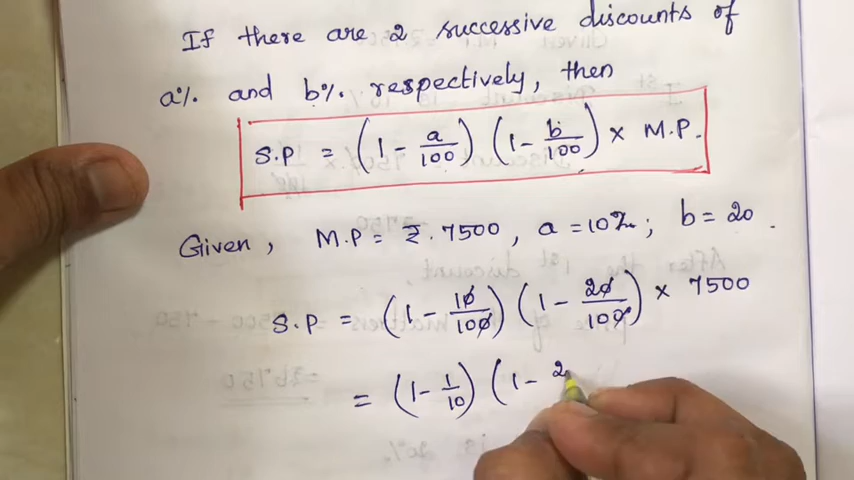 If there are 2 successive discounts of
a%. and b%. respectively, then
S.P = (1 - a/100) (1 - b/100) × M.P.
Given, M.P = ₹. 7500, a = 10%; b = 20.
S.P = (1 - 10/100) (1 - 20/100) × 7500
= (1 - 1/10) (1 - 2